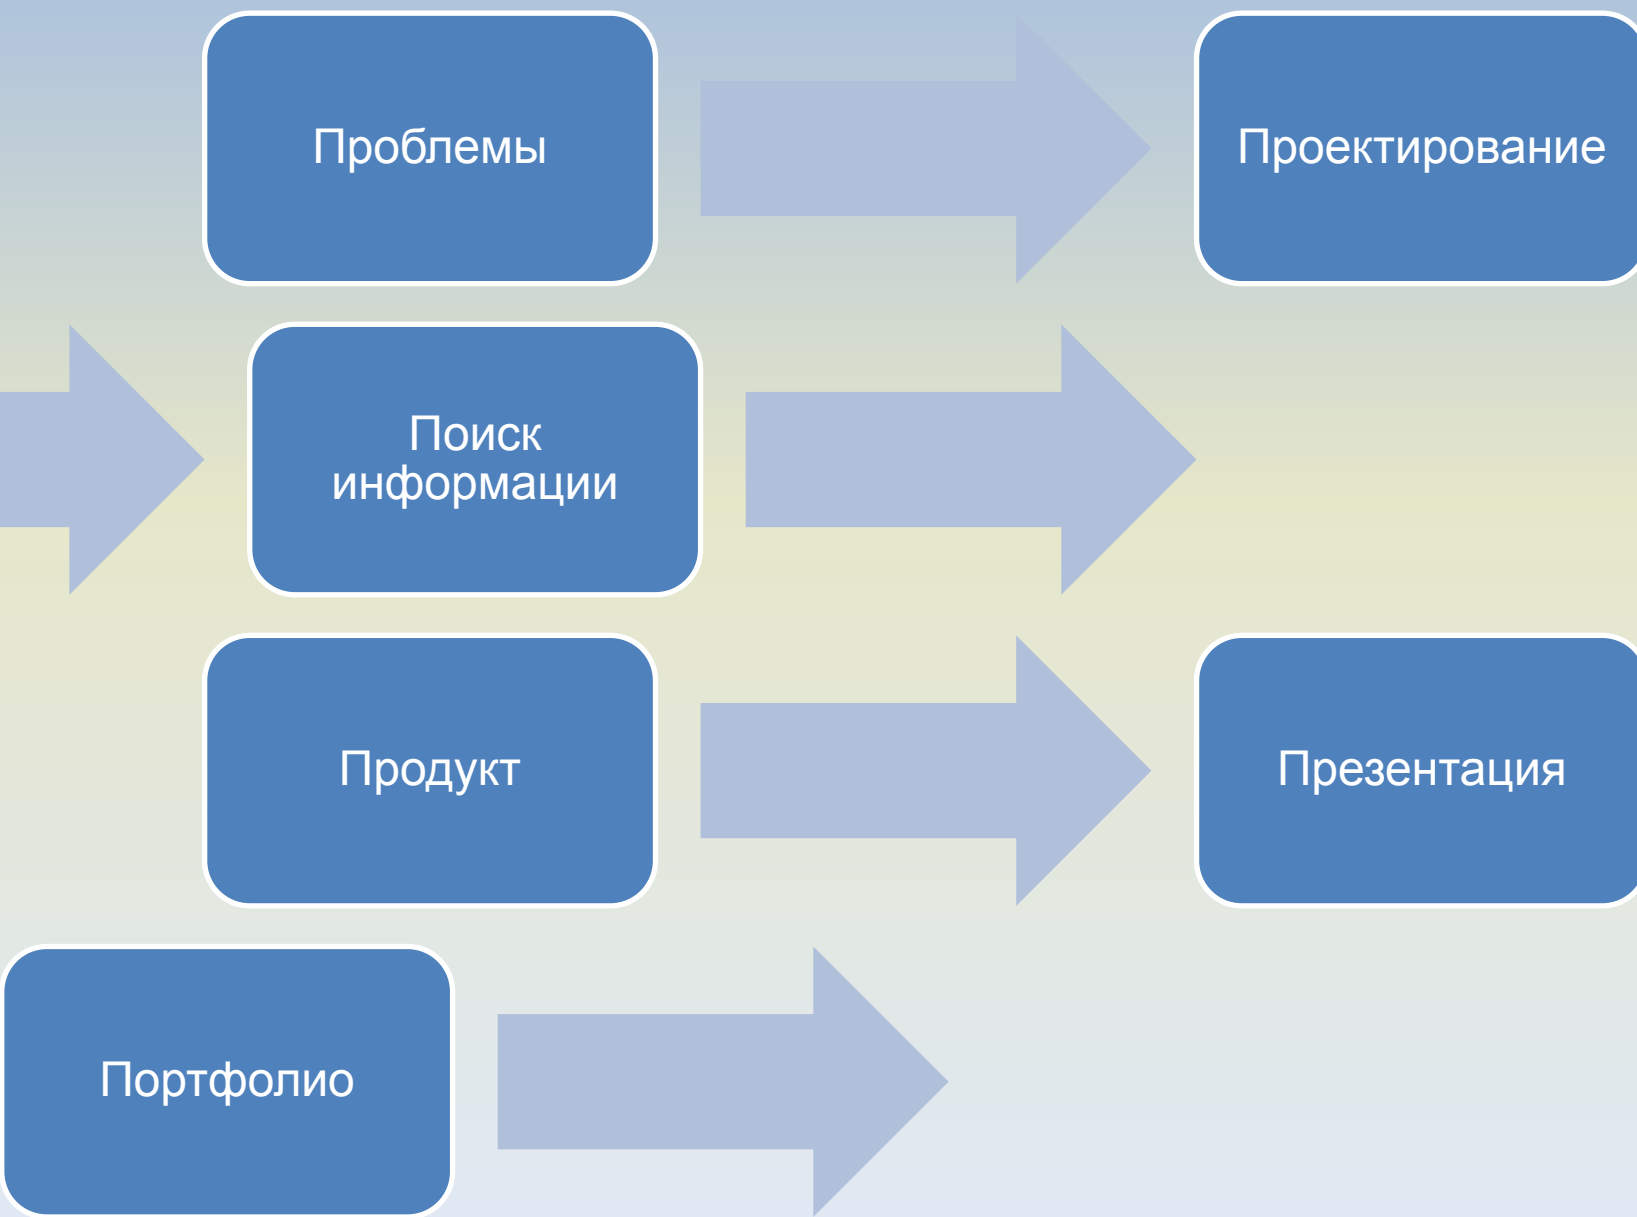 Проблемы
Проектирование
Поиск
информации
Продукт
Презентация
Портфолио